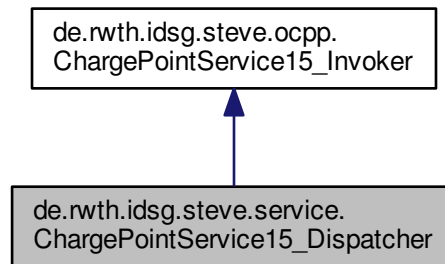 de.rwth.idsg.steve.ocpp.
ChargePointService15_Invoker
de.rwth.idsg.steve.service.
ChargePointService15_Dispatcher